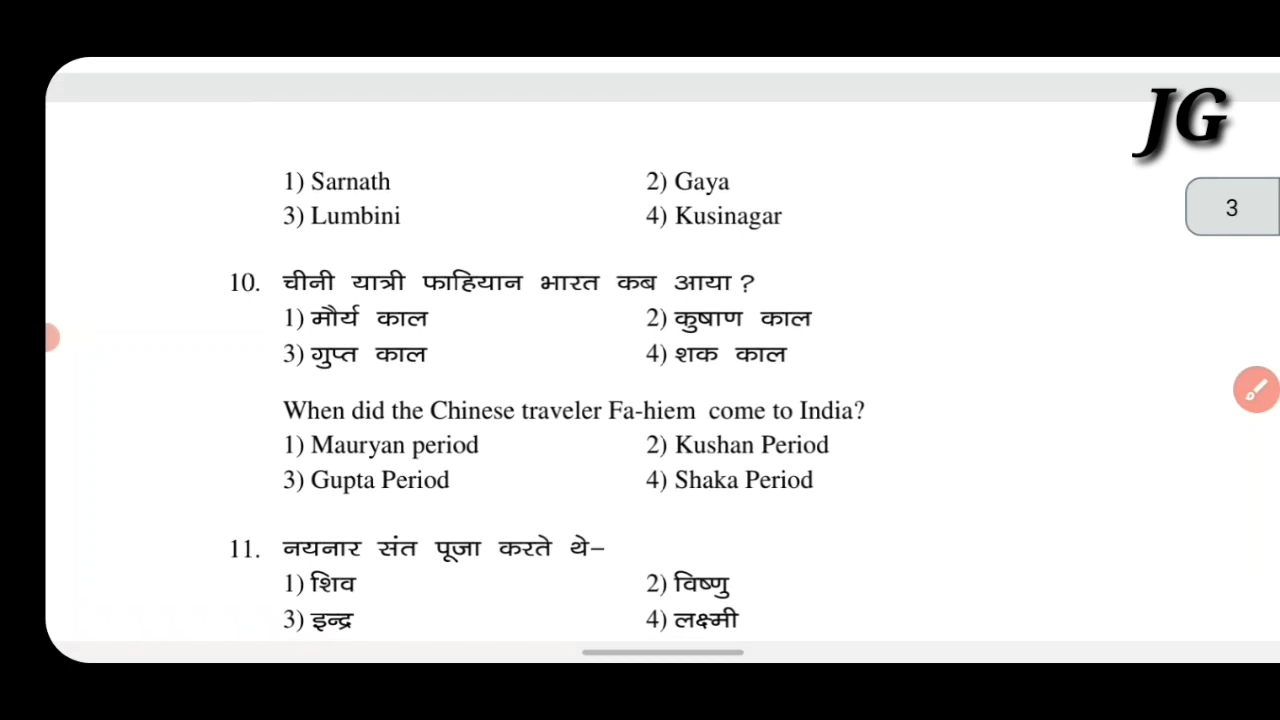 JG
1) Sarnath 2) Gaya
3) Lumbini 4) Kusinagar
3
10. चीनी यात्री फाहियान भारत कब आया ?
1) मौर्य काल 2) कुषाण काल
3) गुप्त काल 4) शक काल
When did the Chinese traveler Fa-hiem come to India?
1) Mauryan period 2) Kushan Period
3) Gupta Period 4) Shaka Period
11. नयनार संत पूजा करते थे–
1) शिव 2) विष्णु
3) इन्द्र 4) लक्ष्मी